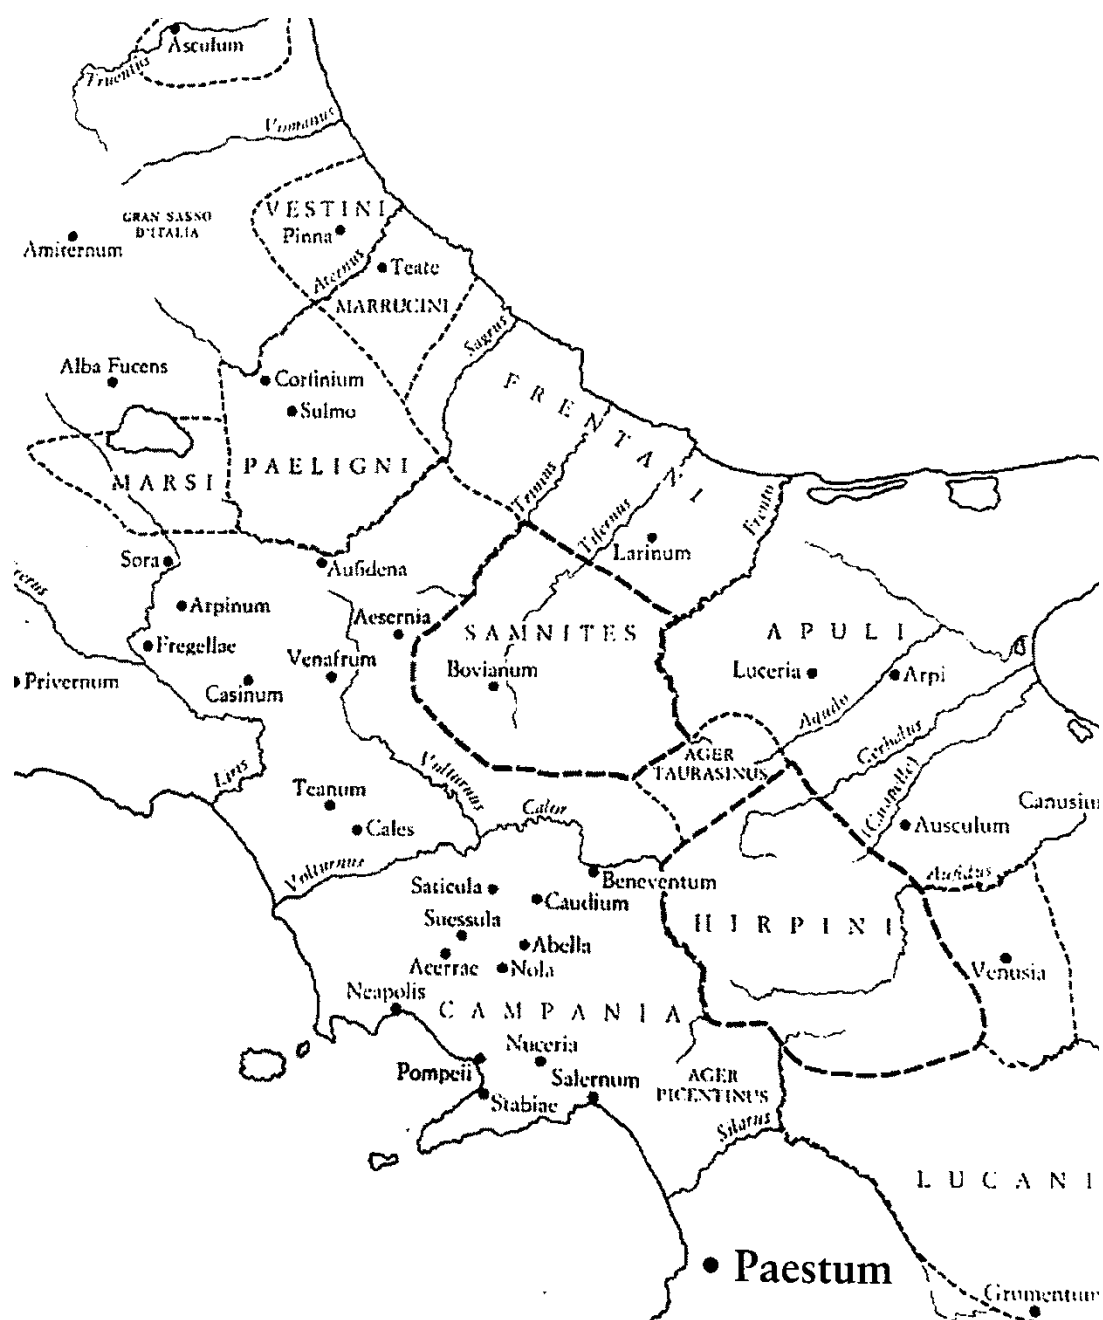 Asculum
Truentus
Vomanus
GRAN SASSO
D'ITALIA
VESTINI
Pinna
Amiternum
Aternus
Teate
MARRUCINI
Sagrus
Alba Fucens
Corfinium
Sulmo
FRENTANI
MARSI
PAELIGNI
Trinius
Tifernus
Frento
Larinum
Sora
Aufidena
Arpinum
Aesernia
SAMNITES
APULI
Fregellae
Venafrum
Bovianum
Luceria
Arpi
Privernum
Casinum
Aquilo
Cerbalus
AGER
TAURASINUS
Liris
Volturnus
(Carapelle)
Teanum
Calor
Canusiu
Cales
Ausculum
Volturnus
Aufidus
Saticula
Beneventum
Caudium
Suessula
HIRPINI
Abella
Acerrae
Nola
Venusia
Neapolis
CAMPANIA
Nuceria
Pompeii
Salernum
AGER
PICENTINUS
Stabiae
Silarus
LUCANI
Paestum
Grumentum